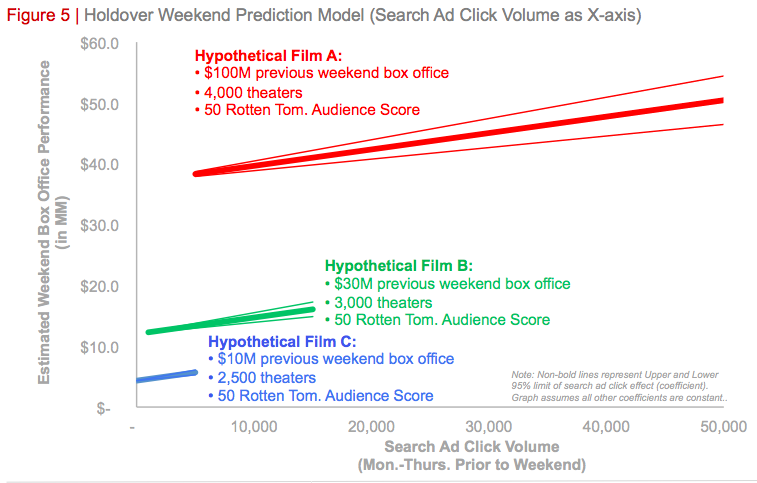 Figure 5 | Holdover Weekend Prediction Model (Search Ad Click Volume as X-axis)
Estimated Weekend Box Office Performance
(in MM)
$60.0
$50.0
$40.0
$30.0
$20.0
$10.0
$-
Hypothetical Film A:
• $100M previous weekend box office
• 4,000 theaters
• 50 Rotten Tom. Audience Score
Hypothetical Film B:
• $30M previous weekend box office
• 3,000 theaters
• 50 Rotten Tom. Audience Score
Hypothetical Film C:
• $10M previous weekend box office
• 2,500 theaters
• 50 Rotten Tom. Audience Score
Note: Non-bold lines represent Upper and Lower
95% limit of search ad click effect (coefficient).
Graph assumes all other coefficients are constant..
- 10,000 20,000 30,000 40,000 50,000
Search Ad Click Volume
(Mon.-Thurs. Prior to Weekend)